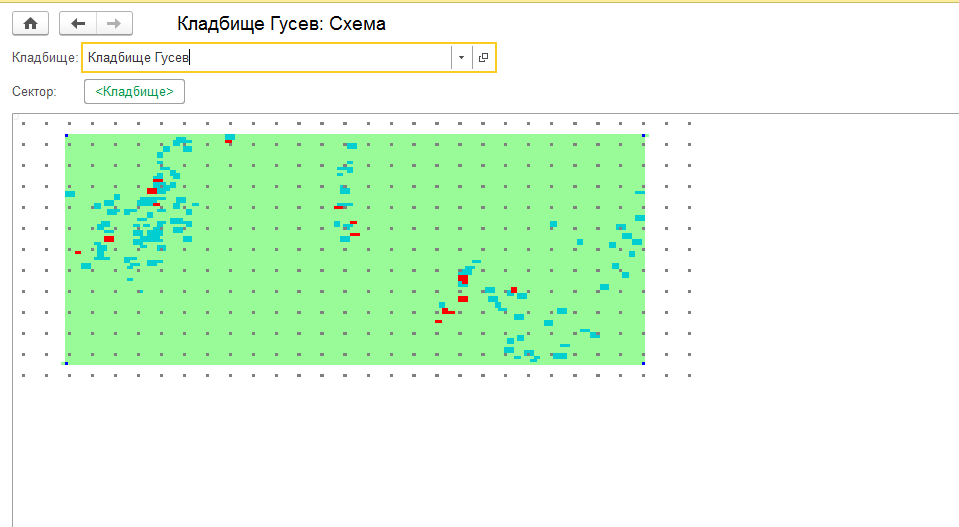 Кладбище Гусев: Схема
Кладбище: Кладбище Гусев
Сектор: <Кладбище>